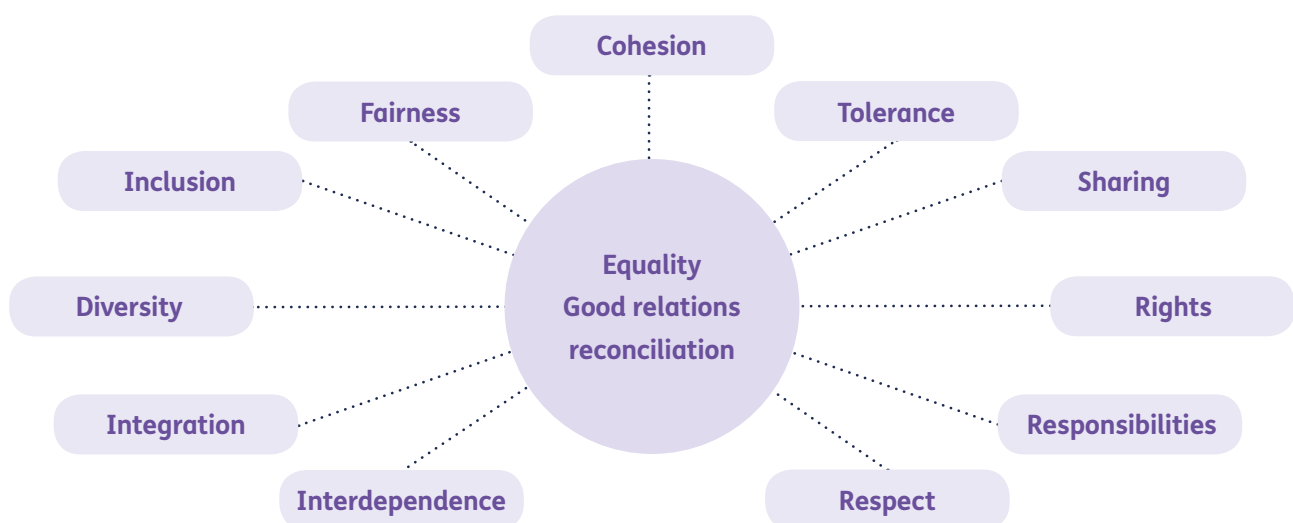 Cohesion
Fairness
Tolerance
Inclusion
Sharing
Equality
Good relations
reconciliation
Diversity
Rights
Integration
Responsibilities
Interdependence
Respect